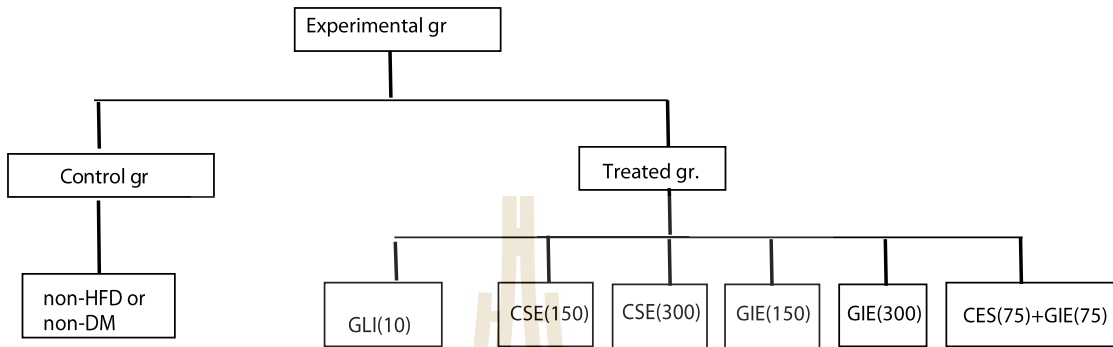 Experimental gr
Control gr
Treated gr.
non-HFD or
non-DM
GLI(10)
CSE(150)
CSE(300)
GIE(150)
GIE(300)
CES(75)+GIE(75)